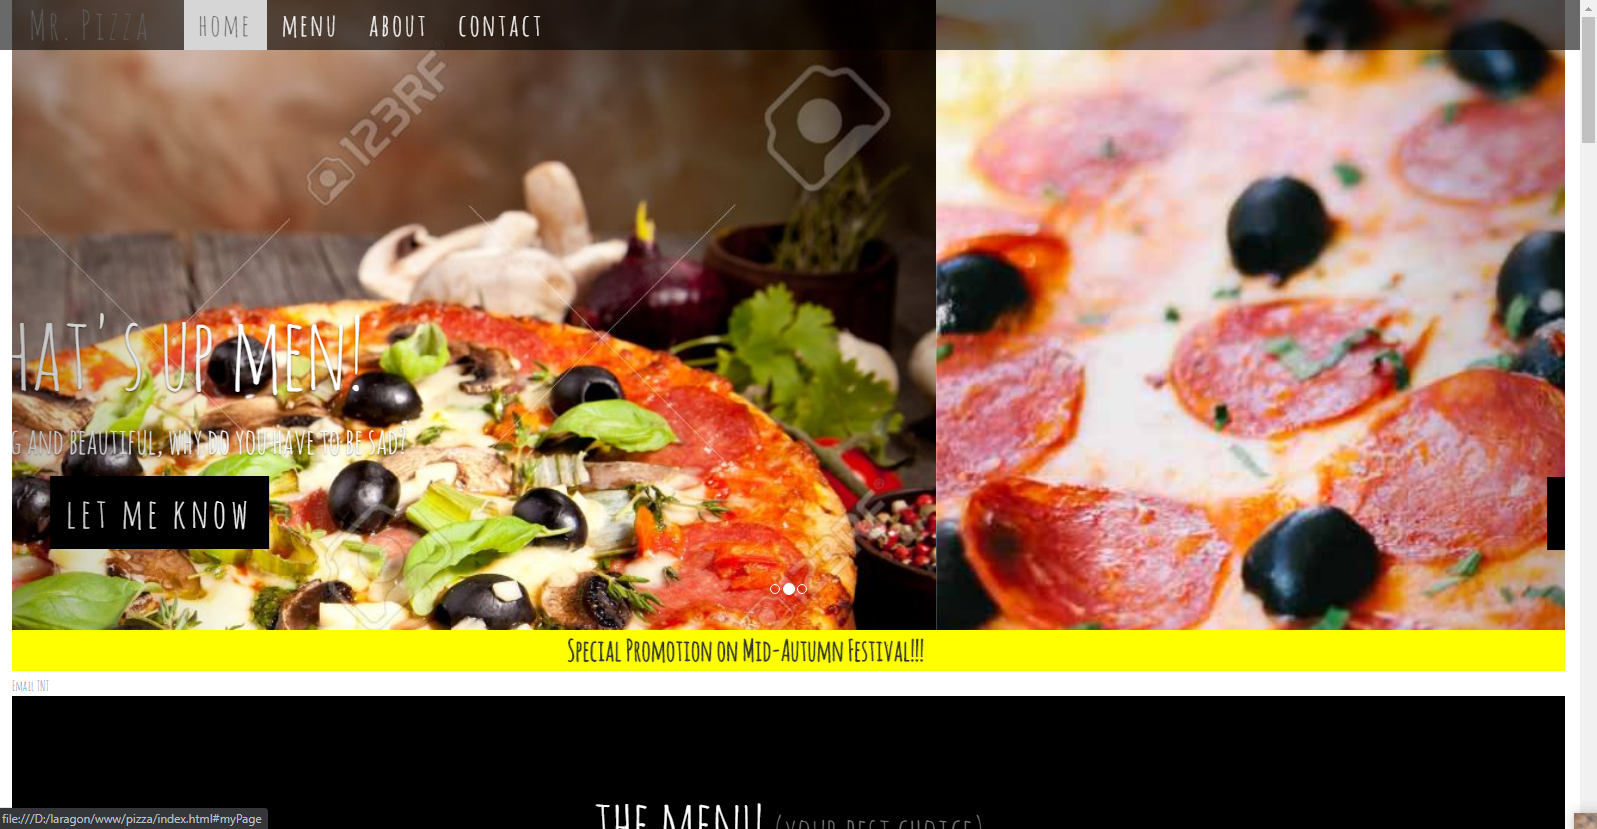 Mr. Pizza HOME MENU ABOUT CONTACT
123RF
HAT'S UP MEN!
G AND BEAUTIFUL, WHY DO YOU HAVE TO BE SAD?
LET ME KNOW
Special Promotion on Mid-Autumn Festival!!!
Email TNT
THE MENU! (YOUR BEST CHOICE)
file:///D:/laragon/www/pizza/index.html#myPage